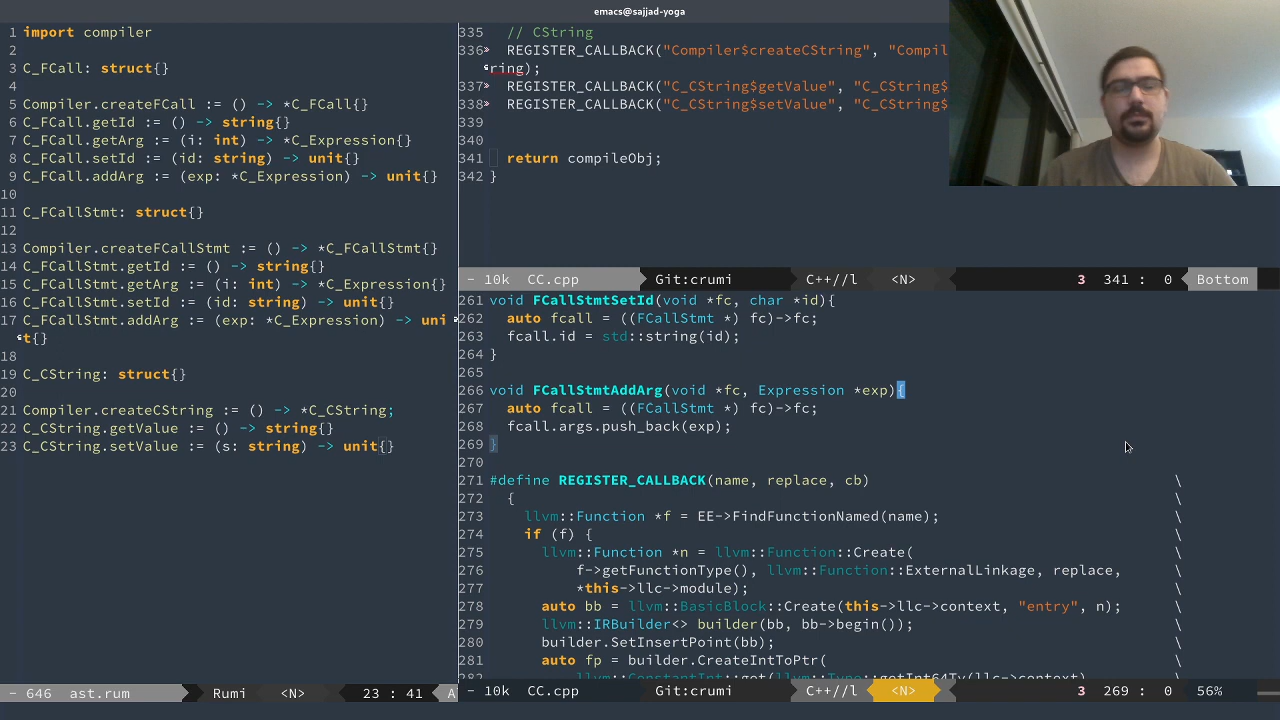 emacs@sajjad-yoga
1 import compiler
2
3 C_FCall: struct{}
4
5 Compiler.createFCall := () -> *C_FCall{}
6 C_FCall.getId := () -> string{}
7 C_FCall.getArg := (i: int) -> *C_Expression{}
8 C_FCall.setId := (id: string) -> unit{}
9 C_FCall.addArg := (exp: *C_Expression) -> unit{}
10
11 C_FCallStmt: struct{}
12
13 Compiler.createFCallStmt := () -> *C_FCallStmt{}
14 C_FCallStmt.getId := () -> string{}
15 C_FCallStmt.getArg := (i: int) -> *C_Expression{}
16 C_FCallStmt.setId := (id: string) -> unit{}
17 C_FCallStmt.addArg := (exp: *C_Expression) -> uni
t{}
18
19 C_CString: struct{}
20
21 Compiler.createCString := () -> *C_CString;
22 C_CString.getValue := () -> string{}
23 C_CString.setValue := (s: string) -> unit{}
- 646 ast.rum Rumi <N> 23 : 41 A
335 // CString
336 REGISTER_CALLBACK("Compiler$createCString", "Compil
ring);
337 REGISTER_CALLBACK("C_CString$getValue", "C_CString$
338 REGISTER_CALLBACK("C_CString$setValue", "C_CString$
339
340
341 return compileObj;
342 }
- 10k CC.cpp Git:crumi C++//l <N> 3 341 : 0 Bottom
261 void FCallStmtSetId(void *fc, char *id){
262 auto fcall = ((FCallStmt *) fc)->fc;
263 fcall.id = std::string(id);
264 }
265
266 void FCallStmtAddArg(void *fc, Expression *exp){
267 auto fcall = ((FCallStmt *) fc)->fc;
268 fcall.args.push_back(exp);
269 }
270
271 #define REGISTER_CALLBACK(name, replace, cb) \
272 { \
273 llvm::Function *f = EE->FindFunctionNamed(name); \
274 if (f) { \
275 llvm::Function *n = llvm::Function::Create( \
276 f->getFunctionType(), llvm::Function::ExternalLinkage, replace, \
277 *this->llc->module); \
278 auto bb = llvm::BasicBlock::Create(this->llc->context, "entry", n); \
279 llvm::IRBuilder<> builder(bb, bb->begin()); \
280 builder.SetInsertPoint(bb); \
281 auto fp = builder.CreateIntToPtr( \
282 llvm::ConstantInt::get(llvm::Type::getInt64Ty(llc->context) \
- 10k CC.cpp Git:crumi C++//l <N> 3 269 : 0 56%